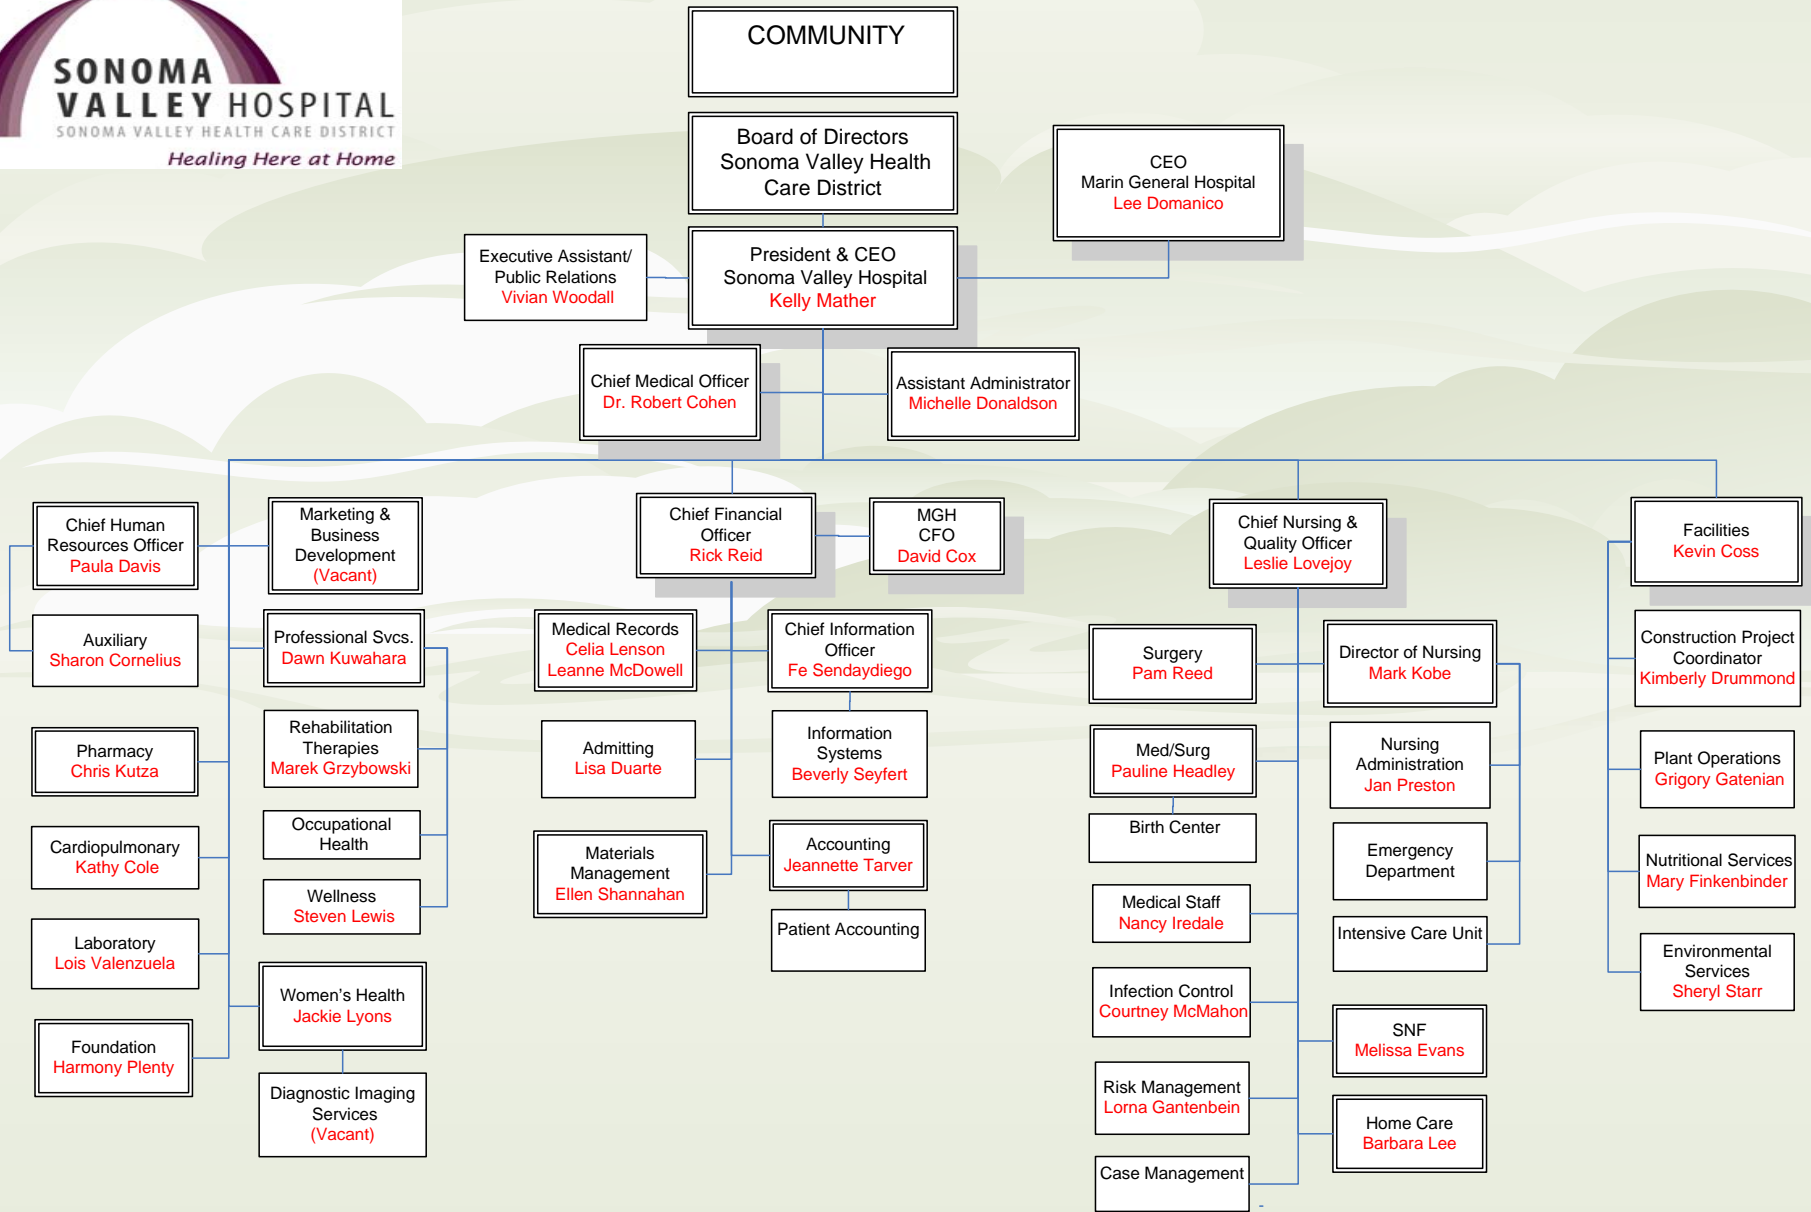 SONOMA
VALLEY HOSPITAL
SONOMA VALLEY HEALTH CARE DISTRICT
Healing Here at Home
COMMUNITY
Board of Directors
Sonoma Valley Health
Care District
CEO
Marin General Hospital
Lee Domanico
Executive Assistant/
Public Relations
Vivian Woodall
President & CEO
Sonoma Valley Hospital
Kelly Mather
Chief Medical Officer
Dr. Robert Cohen
Assistant Administrator
Michelle Donaldson
Chief Human
Resources Officer
Paula Davis
Marketing &
Business
Development
(Vacant)
Chief Financial
Officer
Rick Reid
MGH
CFO
David Cox
Chief Nursing &
Quality Officer
Leslie Lovejoy
Facilities
Kevin Coss
Auxiliary
Sharon Cornelius
Professional Svcs.
Dawn Kuwahara
Medical Records
Celia Lenson
Leanne McDowell
Chief Information
Officer
Fe Sendaydiego
Surgery
Pam Reed
Director of Nursing
Mark Kobe
Construction Project
Coordinator
Kimberly Drummond
Pharmacy
Chris Kutza
Rehabilitation
Therapies
Marek Grzybowski
Admitting
Lisa Duarte
Information
Systems
Beverly Seyfert
Med/Surg
Pauline Headley
Nursing
Administration
Jan Preston
Plant Operations
Grigory Gatenian
Cardiopulmonary
Kathy Cole
Occupational
Health
Materials
Management
Ellen Shannahan
Accounting
Jeannette Tarver
Birth Center
Emergency
Department
Nutritional Services
Mary Finkenbinder
Wellness
Steven Lewis
Patient Accounting
Medical Staff
Nancy Iredale
Intensive Care Unit
Laboratory
Lois Valenzuela
Environmental
Services
Sheryl Starr
Women's Health
Jackie Lyons
Infection Control
Courtney McMahon
SNF
Melissa Evans
Foundation
Harmony Plenty
Diagnostic Imaging
Services
(Vacant)
Risk Management
Lorna Gantenbein
Home Care
Barbara Lee
Case Management
-